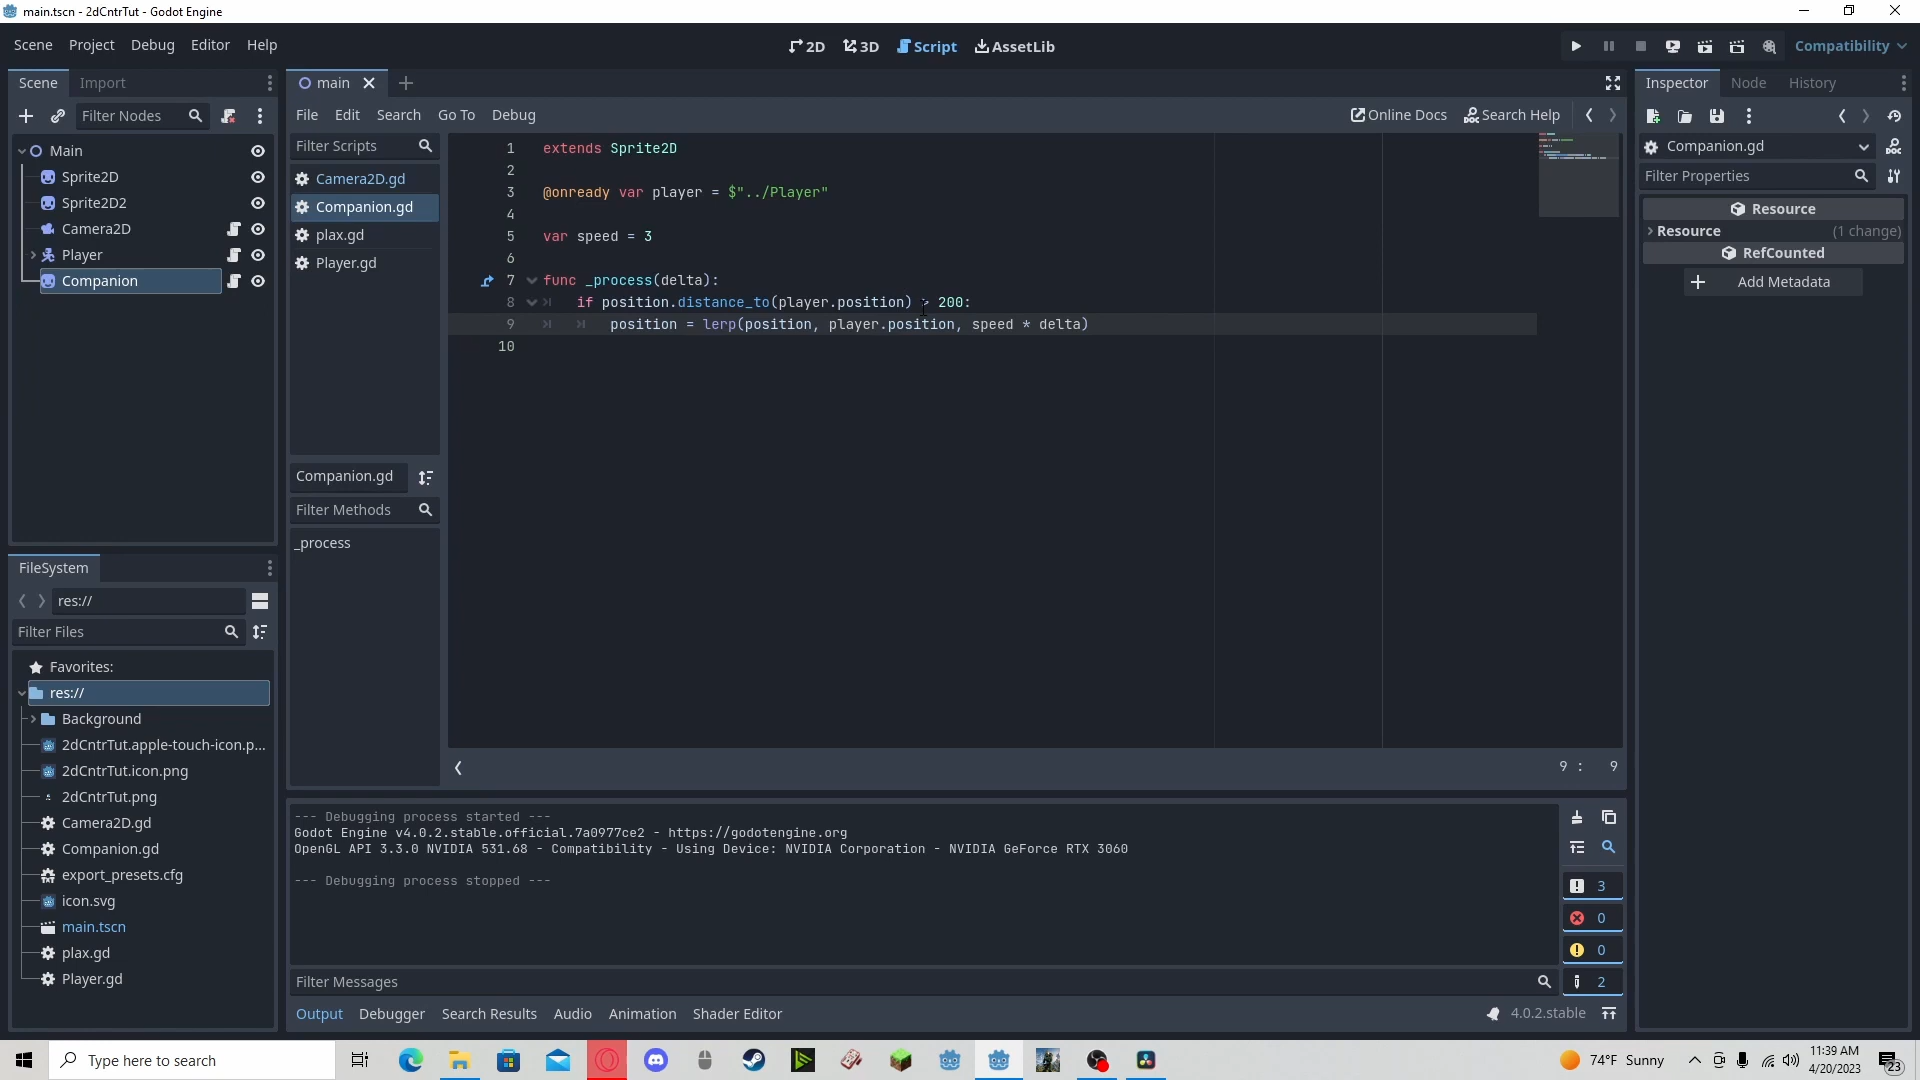 main.tscn - 2dCntrTut - Godot Engine
Scene Project Debug Editor Help
2D 3D Script AssetLib
Compatibility
Scene Import
main
Inspector Node History
Filter Nodes
File Edit Search Go To Debug
Online Docs Search Help
Main
Sprite2D
Sprite2D2
Camera2D
Player
Companion
Filter Scripts
Camera2D.gd
Companion.gd
plax.gd
Player.gd
Companion.gd
Filter Methods
_process
1 extends Sprite2D
2
3 @onready var player = $"../Player"
4
5 var speed = 3
6
7 func _process(delta):
8 if position.distance_to(player.position) > 200:
9 position = lerp(position, player.position, speed * delta)
10
9 : 9
Companion.gd
Filter Properties
Resource
Resource (1 change)
RefCounted
Add Metadata
FileSystem
res://
Filter Files
Favorites:
res://
Background
2dCntrTut.apple-touch-icon.p...
2dCntrTut.icon.png
2dCntrTut.png
Camera2D.gd
Companion.gd
export_presets.cfg
icon.svg
main.tscn
plax.gd
Player.gd
--- Debugging process started ---
Godot Engine v4.0.2.stable.official.7a0977ce2 - https://godotengine.org
OpenGL API 3.3.0 NVIDIA 531.68 - Compatibility - Using Device: NVIDIA Corporation - NVIDIA GeForce RTX 3060
--- Debugging process stopped ---
3
0
0
2
Filter Messages
Output Debugger Search Results Audio Animation Shader Editor
4.0.2.stable
Type here to search
74°F Sunny
11:39 AM
4/20/2023
23